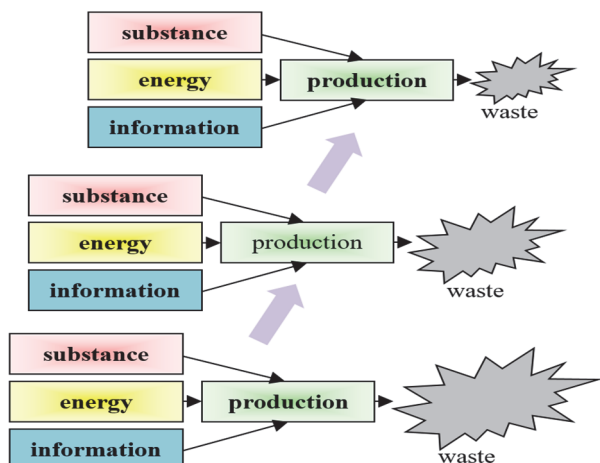 substance
energy
production
information
waste
substance
energy
production
information
waste
substance
energy
production
information
waste